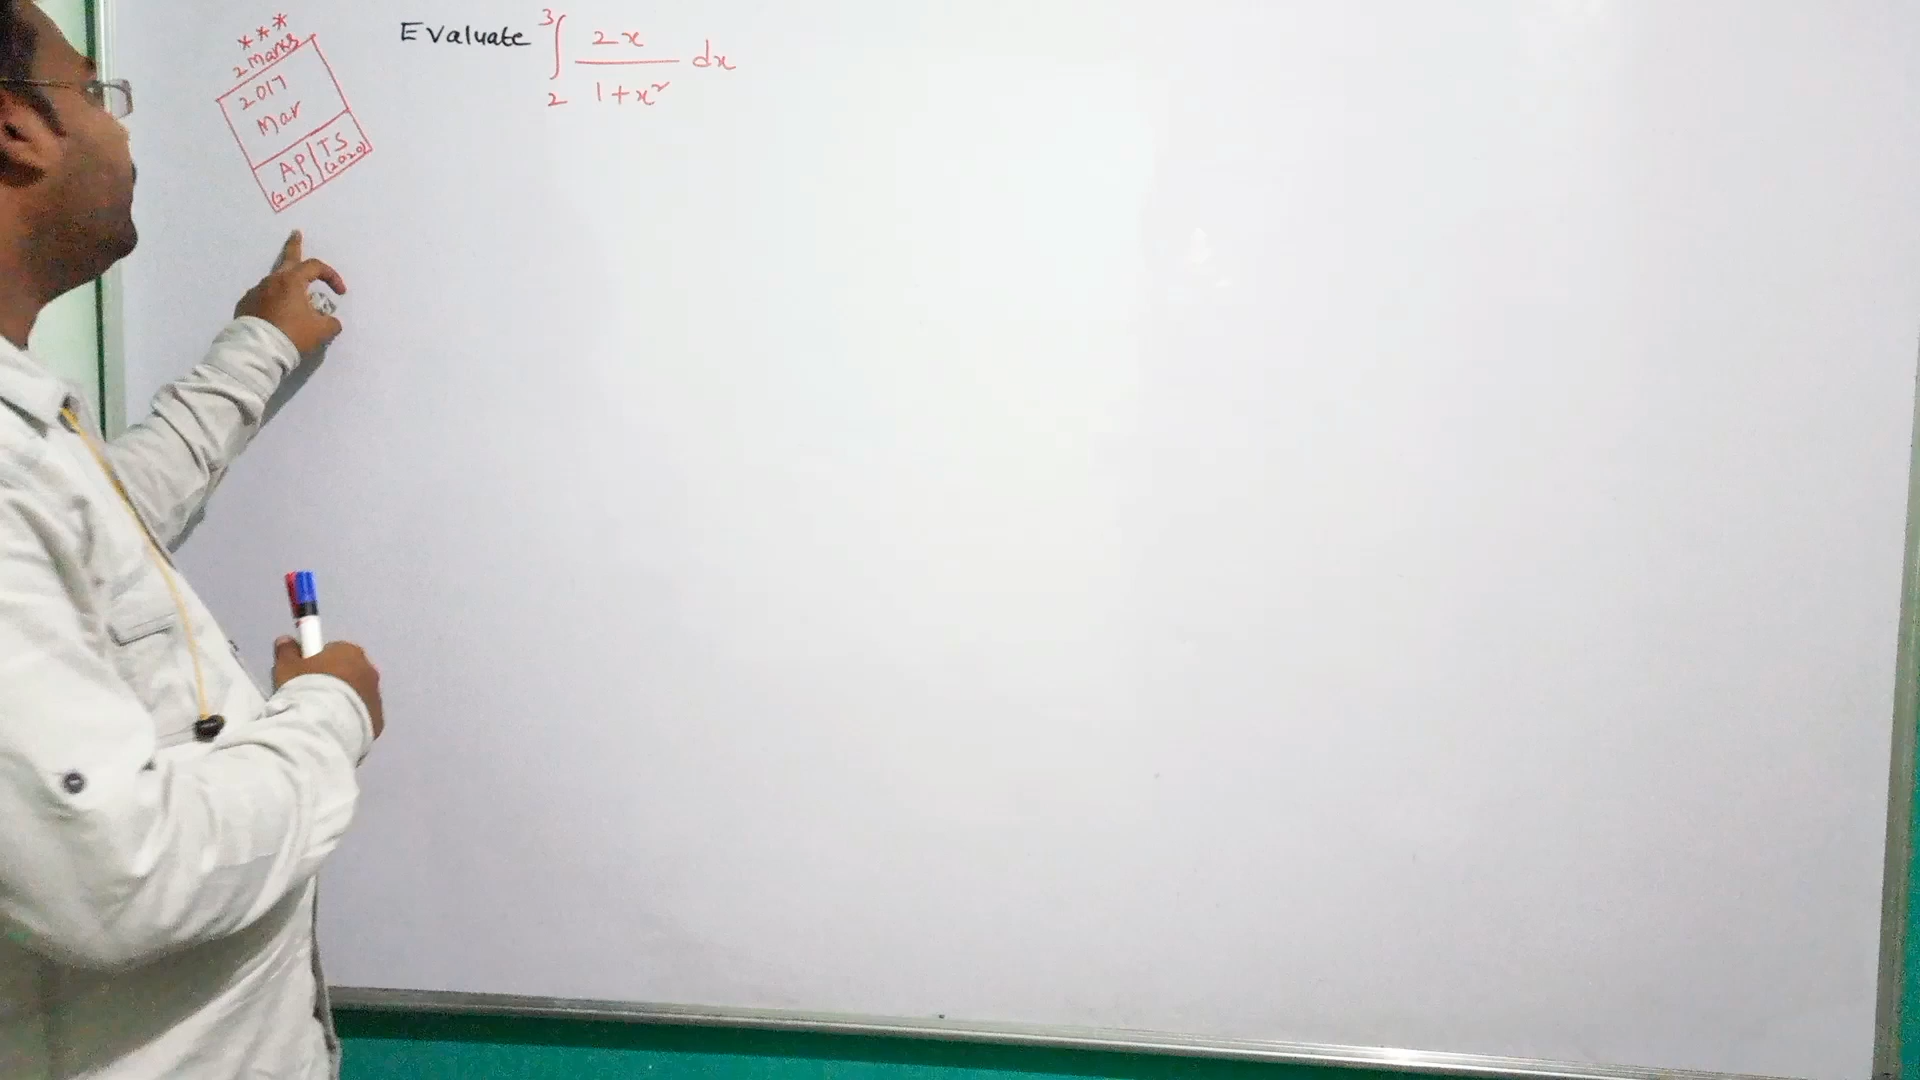 ***
2 Marks
2017
Mar
AP | TS
(2017) (2020)
Evaluate ∫₂³ 2x / (1+x²) dx